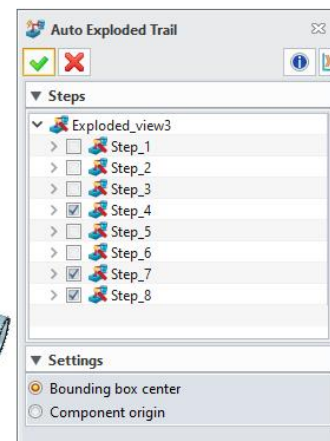 Auto Exploded Trail
Steps
Exploded_view3
Step_1
Step_2
Step_3
Step_4
Step_5
Step_6
Step_7
Step_8
Settings
Bounding box center
Component origin